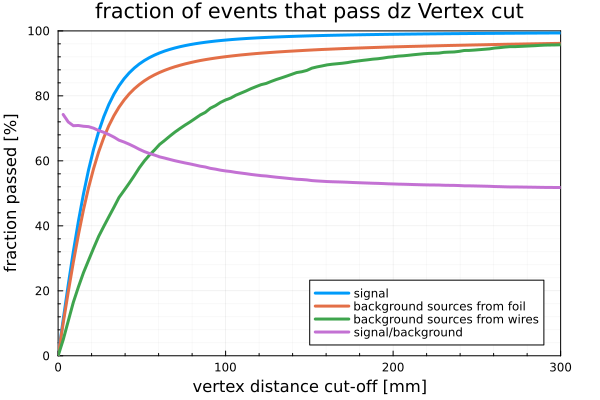 fraction of events that pass dz Vertex cut
fraction passed [%]
100
80
60
40
20
0
0
100
200
300
vertex distance cut-off [mm]
signal
background sources from foil
background sources from wires
signal/background